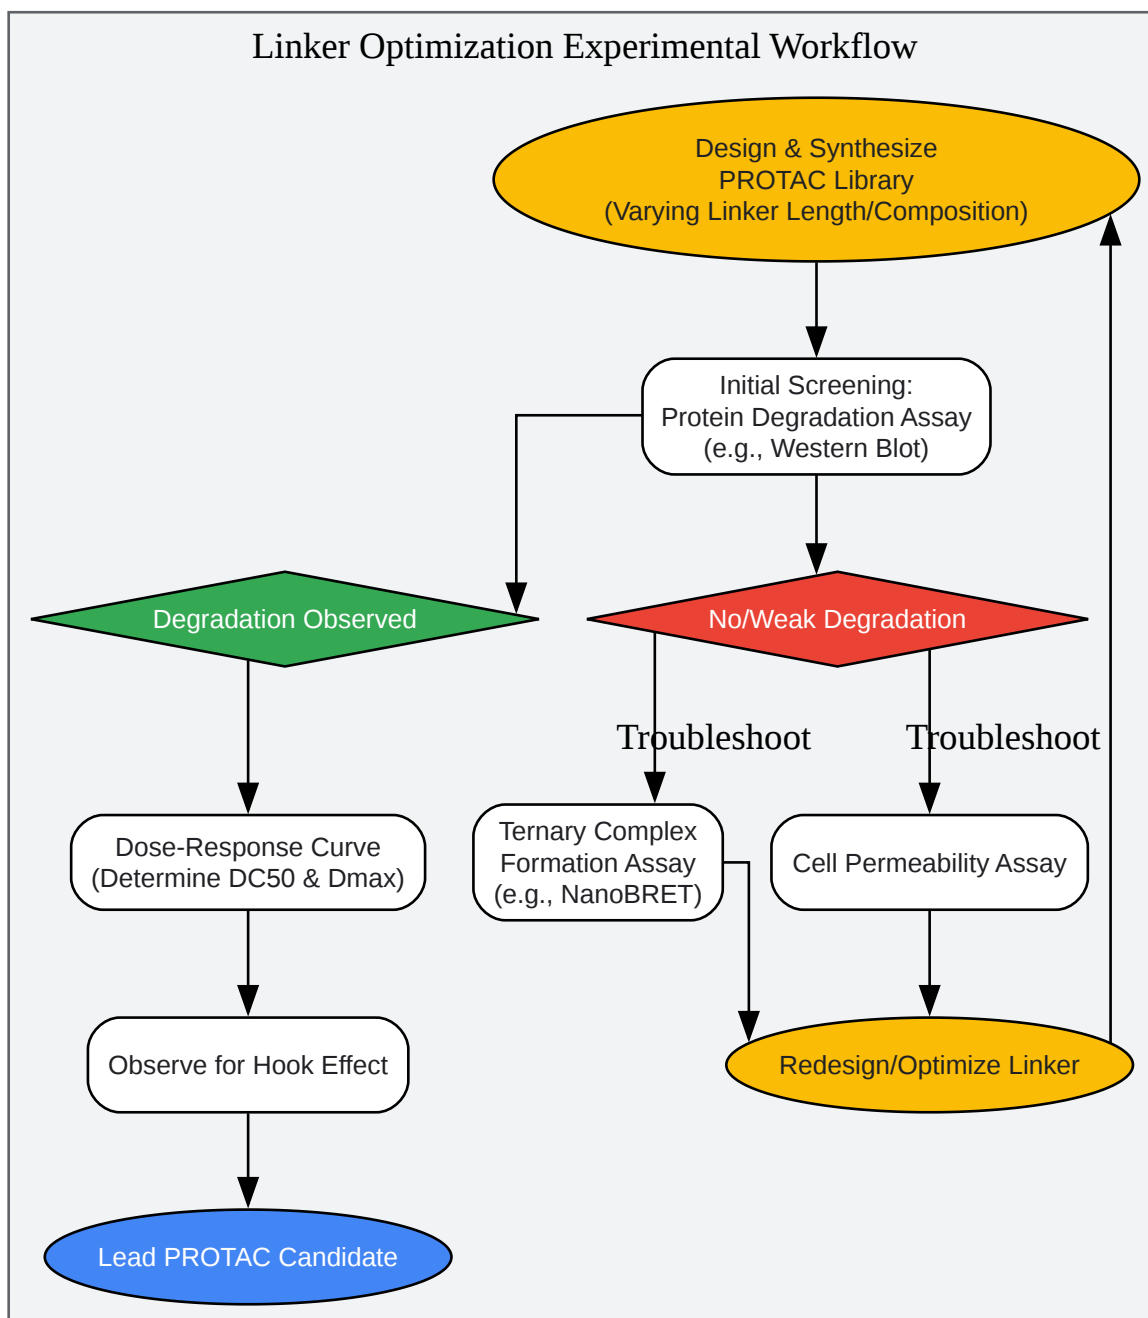 Linker Optimization Experimental Workflow
Design & Synthesize
PROTAC Library
(Varying Linker Length/Composition)
Initial Screening:
Protein Degradation Assay
(e.g., Western Blot)
Degradation Observed
No/Weak Degradation
Troubleshoot
Troubleshoot
Dose-Response Curve
(Determine DC50 & Dmax)
Ternary Complex
Formation Assay
(e.g., NanoBRET)
Cell Permeability Assay
Observe for Hook Effect
Redesign/Optimize Linker
Lead PROTAC Candidate